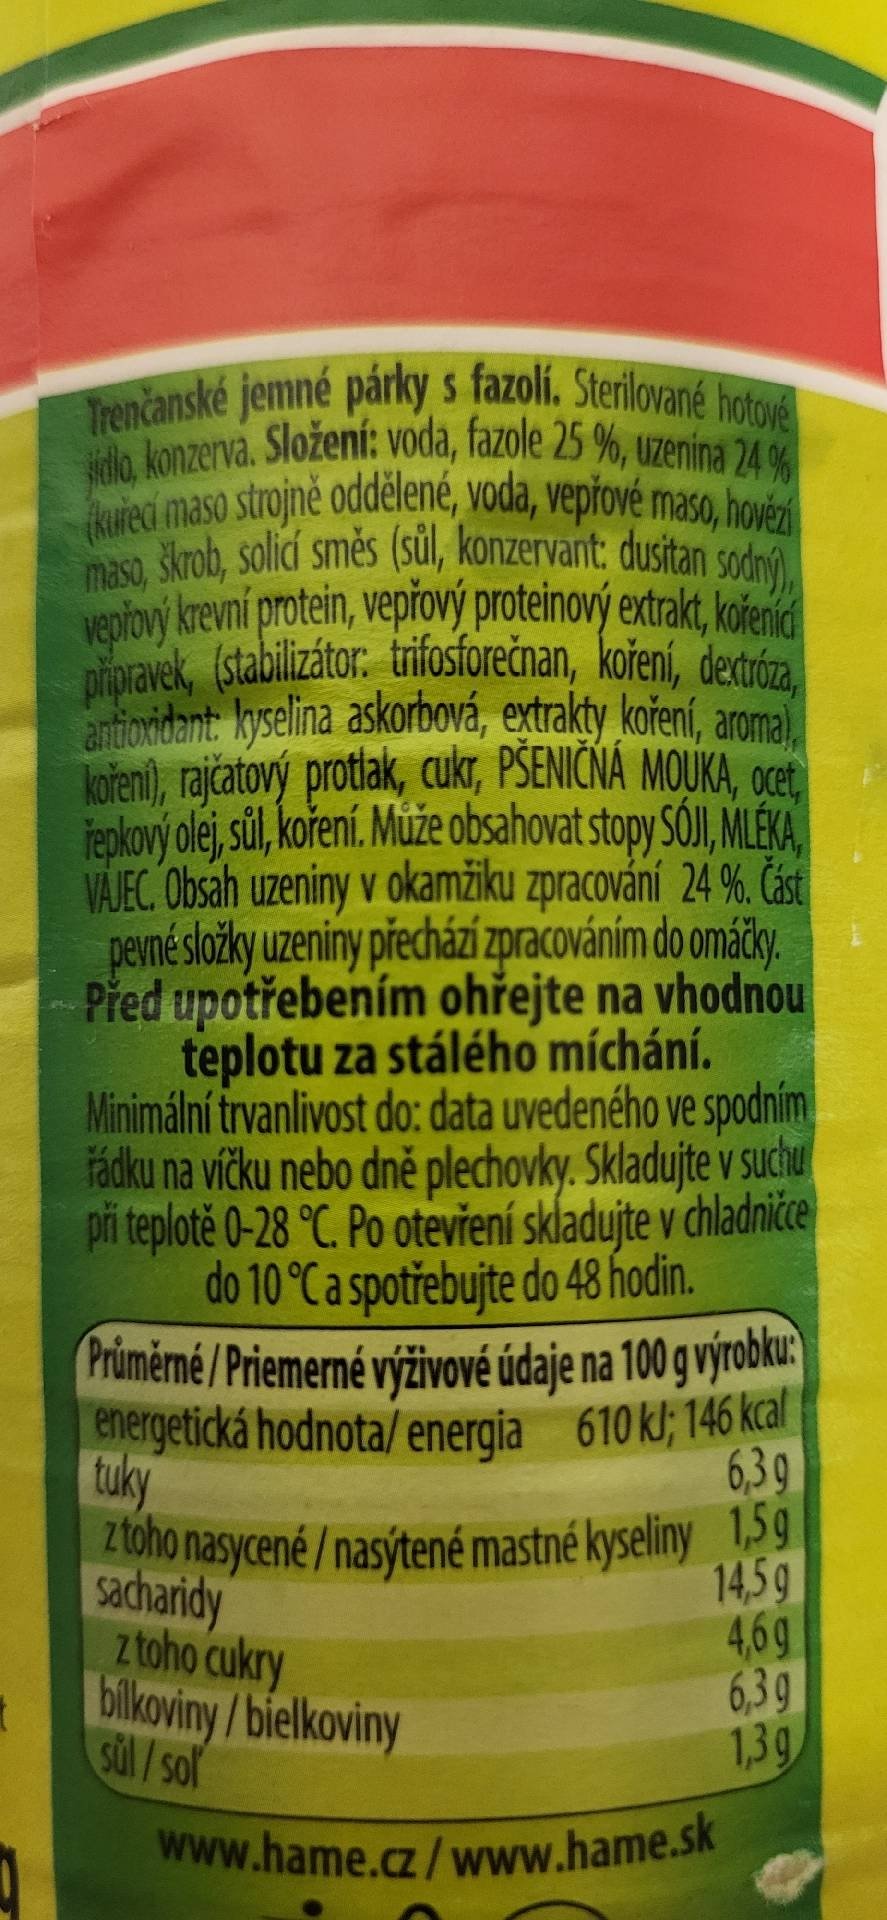 Trenčanské jemné párky s fazolí. Sterilované hotové
jídlo, konzerva. Složení: voda, fazole 25 %, uzenina 24 %
(kuřecí maso strojně oddělené, voda, vepřové maso, hovězí
maso, škrob, solicí směs (sůl, konzervant: dusitan sodný),
vepřový krevní protein, vepřový proteinový extrakt, kořenící
přípravek, (stabilizátor: trifosforečnan, koření, dextróza,
antioxidant: kyselina askorbová, extrakty koření, aroma),
koření), rajčatový protlak, cukr, PŠENIČNÁ MOUKA, ocet,
řepkový olej, sůl, koření. Může obsahovat stopy SÓJI, MLÉKA,
VAJEC. Obsah uzeniny v okamžiku zpracování 24 %. Část
pevné složky uzeniny přechází zpracováním do omáčky.
Před upotřebením ohřejte na vhodnou
teplotu za stálého míchání.
Minimální trvanlivost do: data uvedeného ve spodním
řádku na víčku nebo dně plechovky. Skladujte v suchu
při teplotě 0-28 °C. Po otevření skladujte v chladničce
do 10 °C a spotřebujte do 48 hodin.
Průměrné / Priemerné výživové údaje na 100 g výrobku:
energetická hodnota/ energia 610 kJ; 146 kcal
tuky 6,3 g
z toho nasycené / nasýtené mastné kyseliny 1,5 g
sacharidy 14,5 g
z toho cukry 4,6 g
bílkoviny / bielkoviny 6,3 g
sůl / soľ 1,3 g
www.hame.cz / www.hame.sk